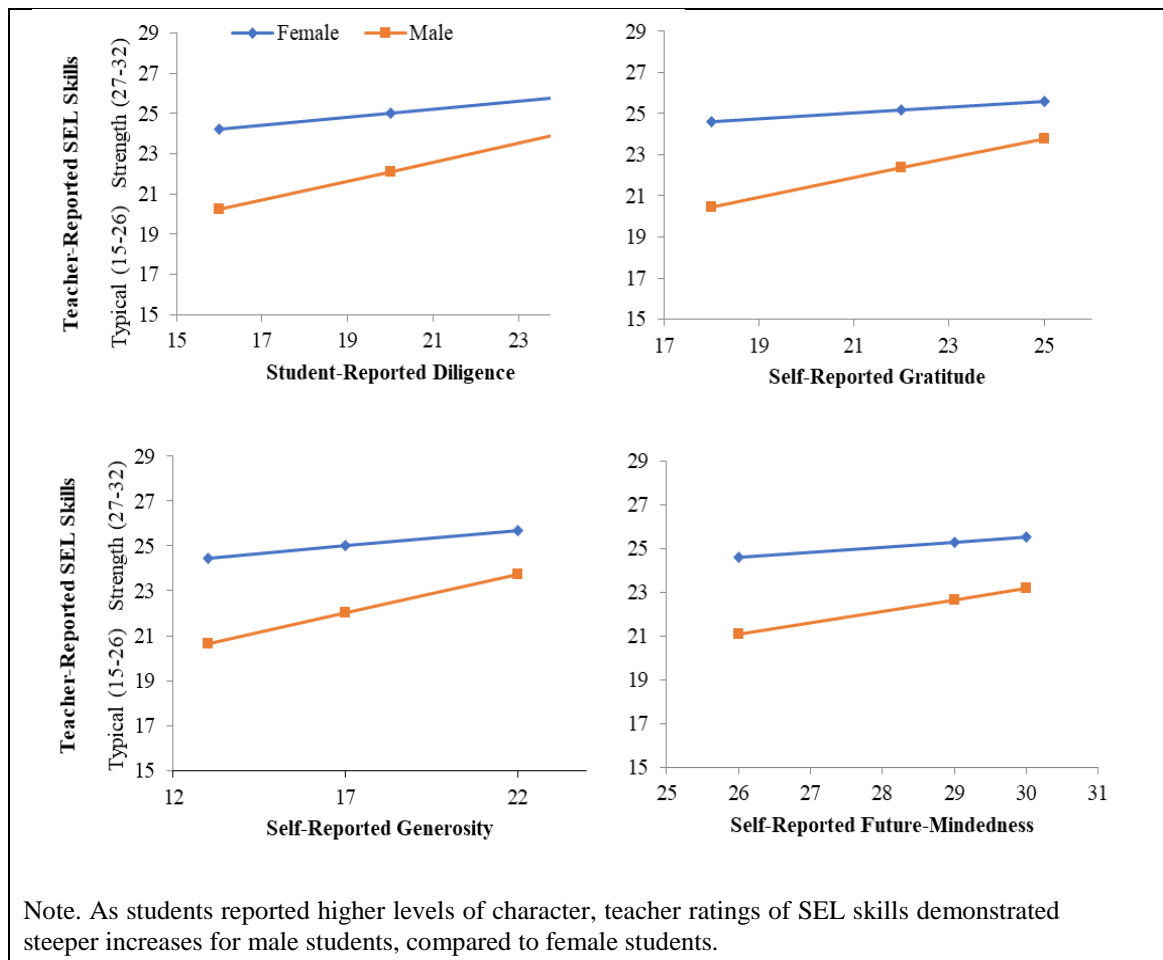 Female Male
Teacher-Reported SEL Skills
Typical (15-26) Strength (27-32)
29
27
25
23
21
19
17
15
15 17 19 21 23
Student-Reported Diligence
29
27
25
23
21
19
17
15
17 19 21 23 25
Self-Reported Gratitude
Teacher-Reported SEL Skills
Typical (15-26) Strength (27-32)
29
27
25
23
21
19
17
15
12 17 22
Self-Reported Generosity
29
27
25
23
21
19
17
15
25 26 27 28 29 30 31
Self-Reported Future-Mindedness
Note. As students reported higher levels of character, teacher ratings of SEL skills demonstrated
steeper increases for male students, compared to female students.